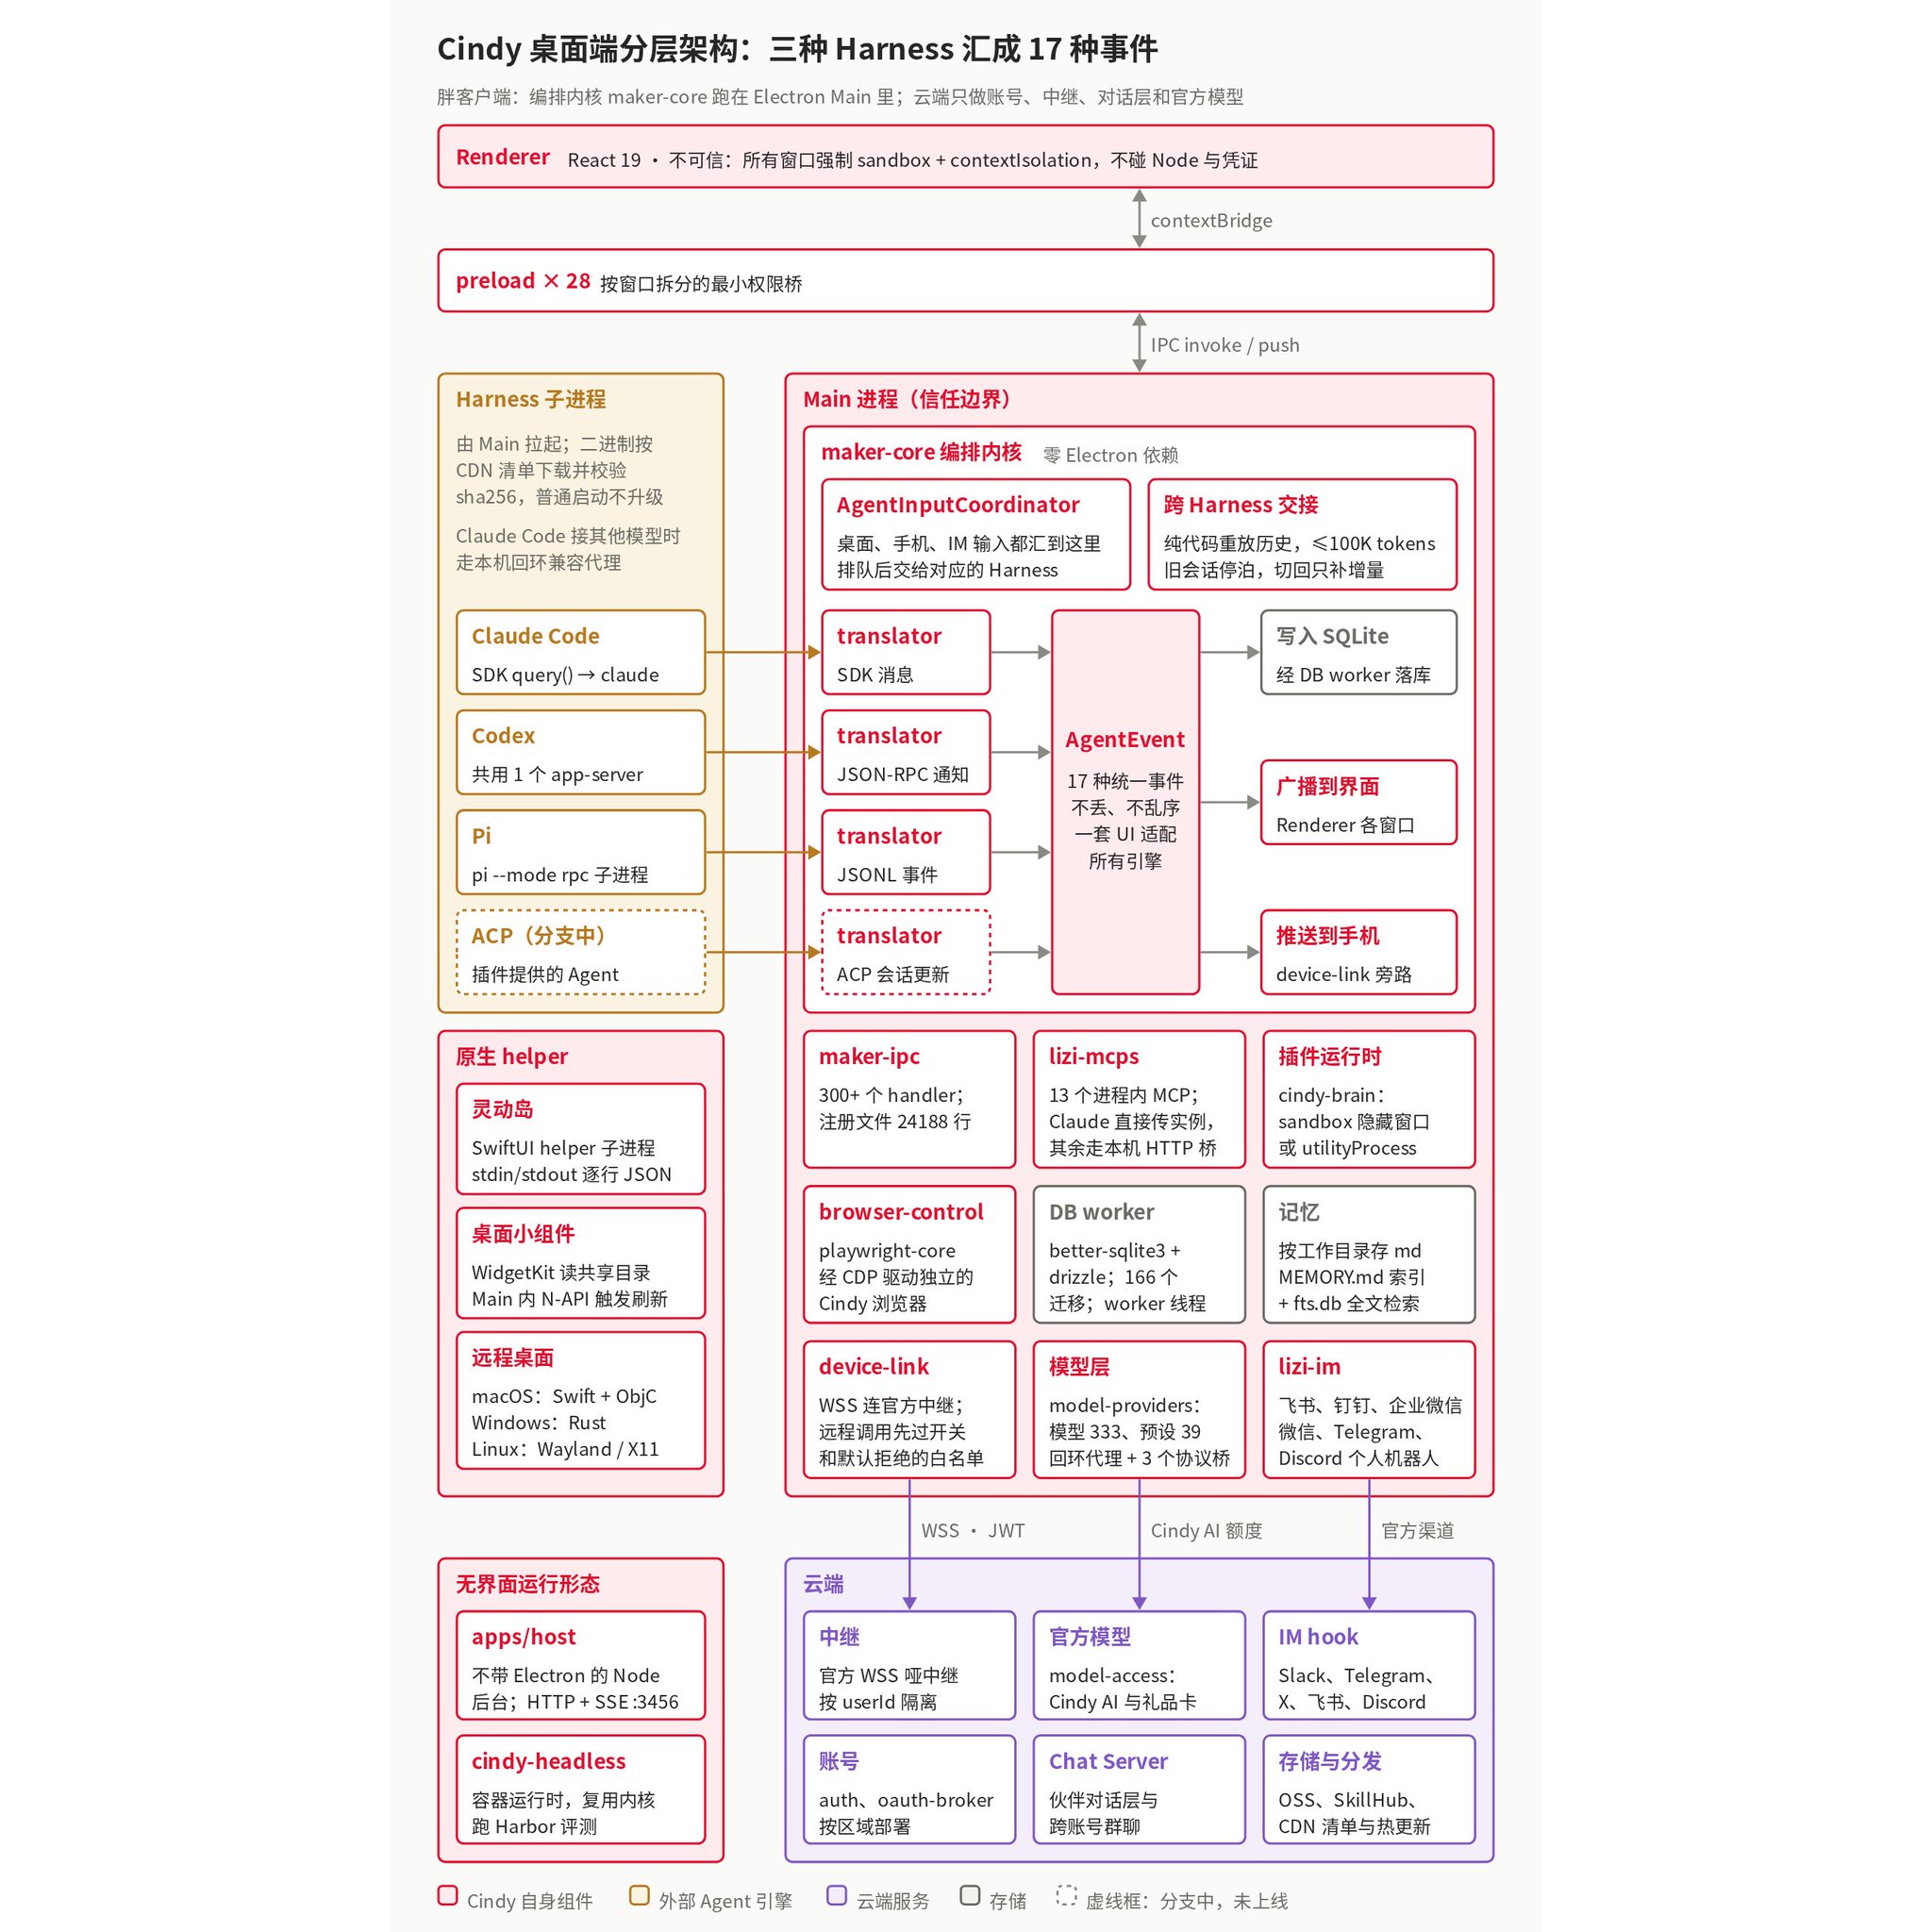 Cindy 桌面端分层架构：三种 Harness 汇成 17 种事件
胖客户端：编排内核 maker-core 跑在 Electron Main 里；云端只做账号、中继、对话层和官方模型
Renderer React 19 · 不可信：所有窗口强制 sandbox + contextIsolation，不碰 Node 与凭证
contextBridge
preload × 28 按窗口拆分的最小权限桥
IPC invoke / push
Harness 子进程
由 Main 拉起；二进制按
CDN 清单下载并校验
sha256，普通启动不升级
Claude Code 接其他模型时
走本机回环兼容代理
Claude Code
SDK query() → claude
Codex
共用 1 个 app-server
Pi
pi --mode rpc 子进程
ACP（分支中）
插件提供的 Agent
Main 进程（信任边界）
maker-core 编排内核 零 Electron 依赖
AgentInputCoordinator
桌面、手机、IM 输入都汇到这里
排队后交给对应的 Harness
跨 Harness 交接
纯代码重放历史，≤100K tokens
旧会话停泊，切回只补增量
translator
SDK 消息
translator
JSON-RPC 通知
translator
JSONL 事件
translator
ACP 会话更新
AgentEvent
17 种统一事件
不丢、不乱序
一套 UI 适配
所有引擎
写入 SQLite
经 DB worker 落库
广播到界面
Renderer 各窗口
推送到手机
device-link 旁路
原生 helper
灵动岛
SwiftUI helper 子进程
stdin/stdout 逐行 JSON
桌面小组件
WidgetKit 读共享目录
Main 内 N-API 触发刷新
远程桌面
macOS：Swift + ObjC
Windows：Rust
Linux：Wayland / X11
maker-ipc
300+ 个 handler；
注册文件 24188 行
lizi-mcps
13 个进程内 MCP；
Claude 直接传实例，
其余走本机 HTTP 桥
插件运行时
cindy-brain：
sandbox 隐藏窗口
或 utilityProcess
browser-control
playwright-core
经 CDP 驱动独立的
Cindy 浏览器
DB worker
better-sqlite3 +
drizzle；166 个
迁移；worker 线程
记忆
按工作目录存 md
MEMORY.md 索引
+ fts.db 全文检索
device-link
WSS 连官方中继；
远程调用先过开关
和默认拒绝的白名单
模型层
model-providers：
模型 333、预设 39
回环代理 + 3 个协议桥
lizi-im
飞书、钉钉、企业微信
微信、Telegram、
Discord 个人机器人
WSS · JWT
Cindy AI 额度
官方渠道
无界面运行形态
apps/host
不带 Electron 的 Node
后台；HTTP + SSE :3456
cindy-headless
容器运行时，复用内核
跑 Harbor 评测
云端
中继
官方 WSS 哑中继
按 userId 隔离
官方模型
model-access：
Cindy AI 与礼品卡
IM hook
Slack、Telegram、
X、飞书、Discord
账号
auth、oauth-broker
按区域部署
Chat Server
伙伴对话层与
跨账号群聊
存储与分发
OSS、SkillHub、
CDN 清单与热更新
Cindy 自身组件
外部 Agent 引擎
云端服务
存储
虚线框：分支中，未上线